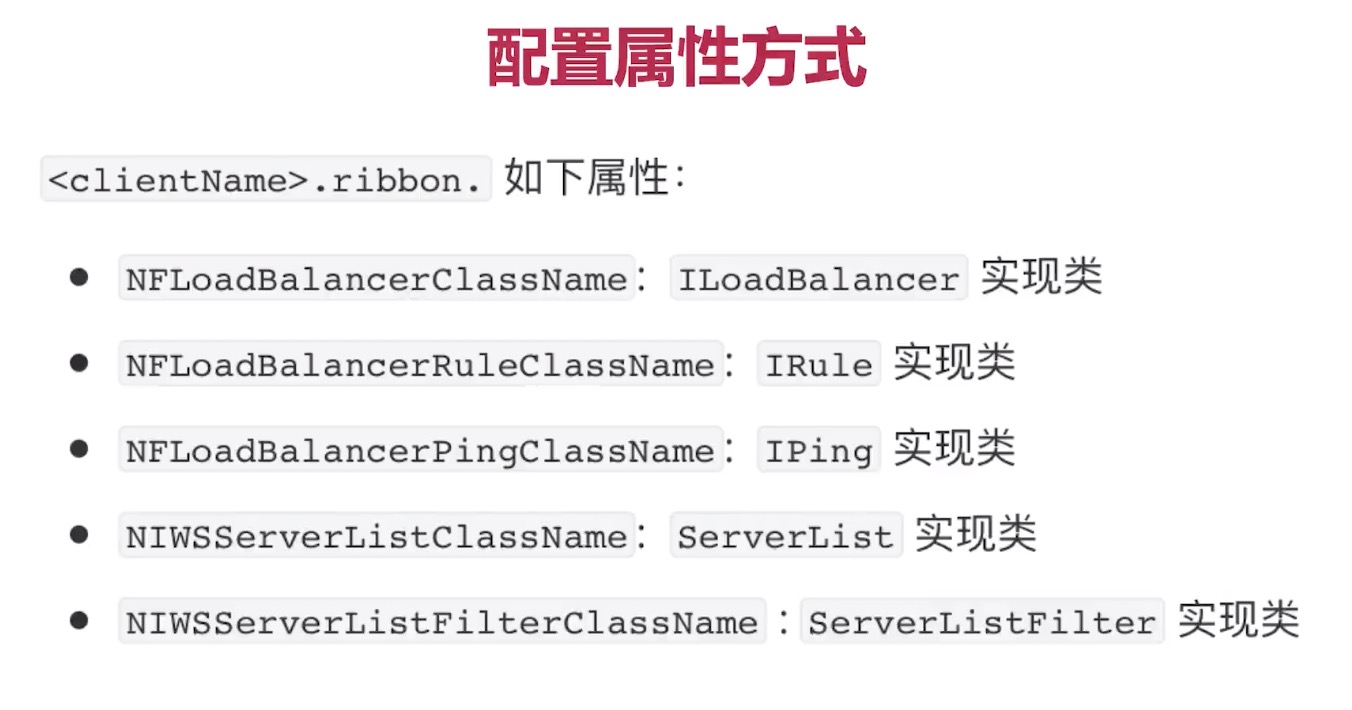 配置属性方式
<clientName>.ribbon. 如下属性：
● NFLoadBalancerClassName： ILoadBalancer 实现类
● NFLoadBalancerRuleClassName： IRule 实现类
● NFLoadBalancerPingClassName： IPing 实现类
● NIWSServerListClassName： ServerList 实现类
● NIWSServerListFilterClassName ：ServerListFilter 实现类